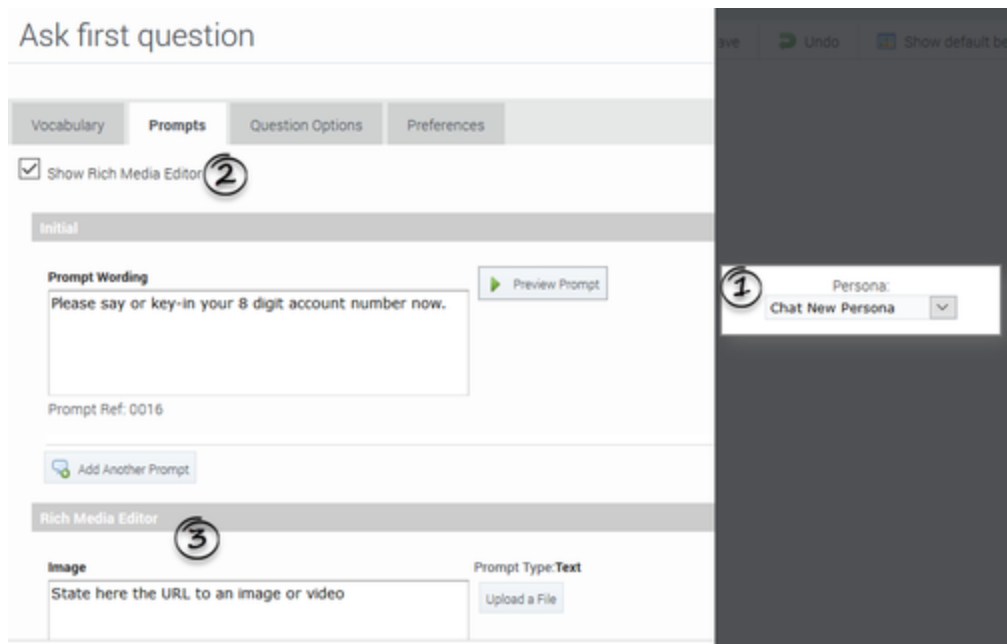 Ask first question
ave Undo Show default be
Vocabulary Prompts Question Options Preferences
Show Rich Media Editor 2
Initial
Prompt Wording
Preview Prompt
Please say or key-in your 8 digit account number now.
1 Persona:
Chat New Persona
Prompt Ref: 0016
Add Another Prompt
Rich Media Editor 3
Image Prompt Type:Text
State here the URL to an image or video
Upload a File